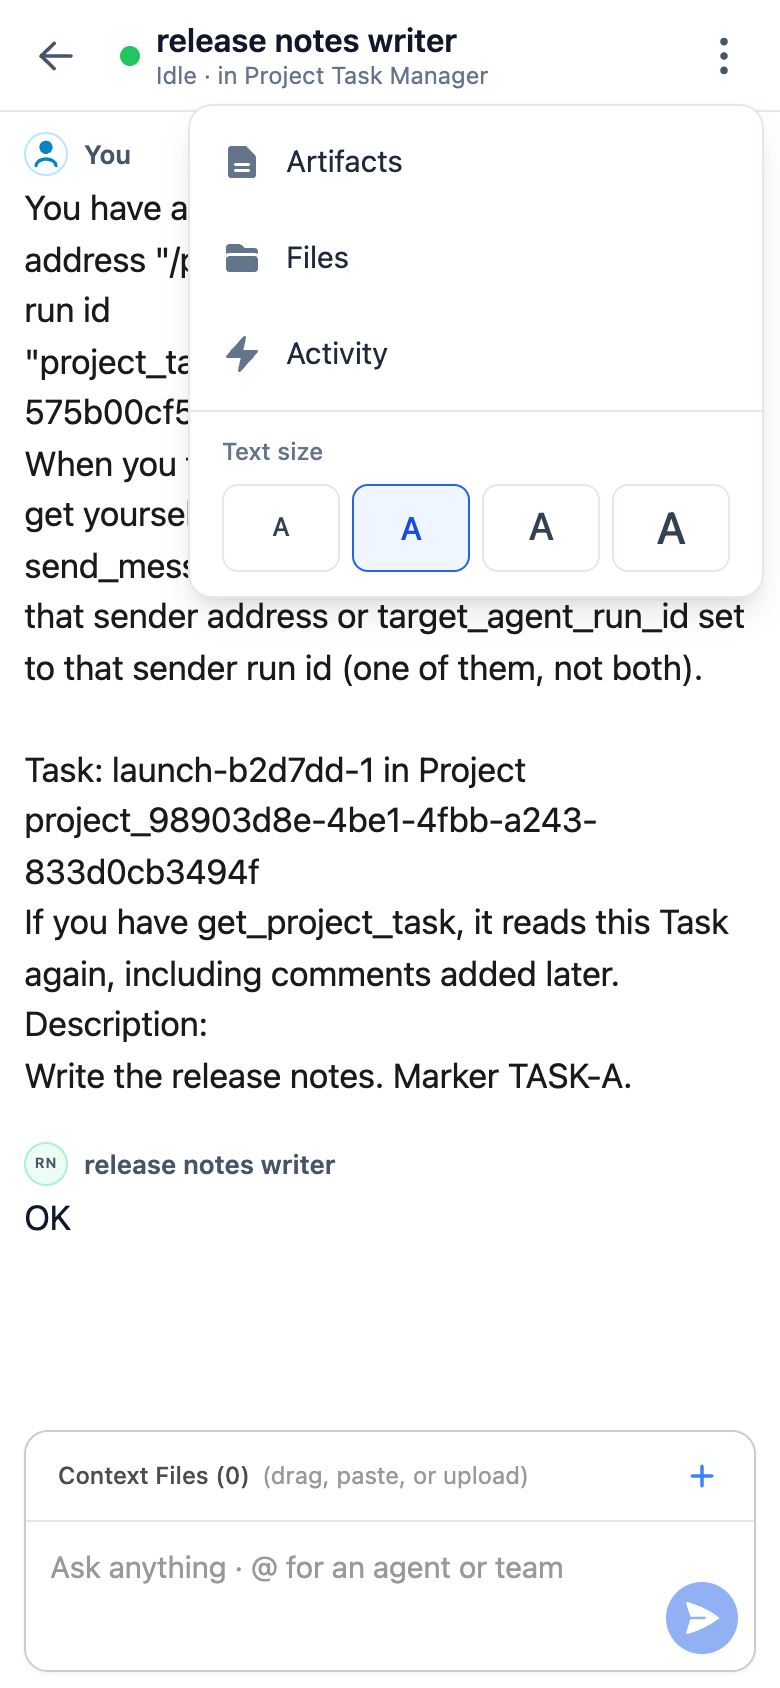 release notes writer
Idle · in Project Task Manager
Artifacts
Files
Activity
Text size
A A A A
You
You have a
address "/
run id
"project_ta
575b00cf5
When you
get yoursel
send_mess
that sender address or target_agent_run_id set
to that sender run id (one of them, not both).
Task: launch-b2d7dd-1 in Project
project_98903d8e-4be1-4fbb-a243-
833d0cb3494f
If you have get_project_task, it reads this Task
again, including comments added later.
Description:
Write the release notes. Marker TASK-A.
RN release notes writer
OK
Context Files (0) (drag, paste, or upload)
Ask anything · @ for an agent or team